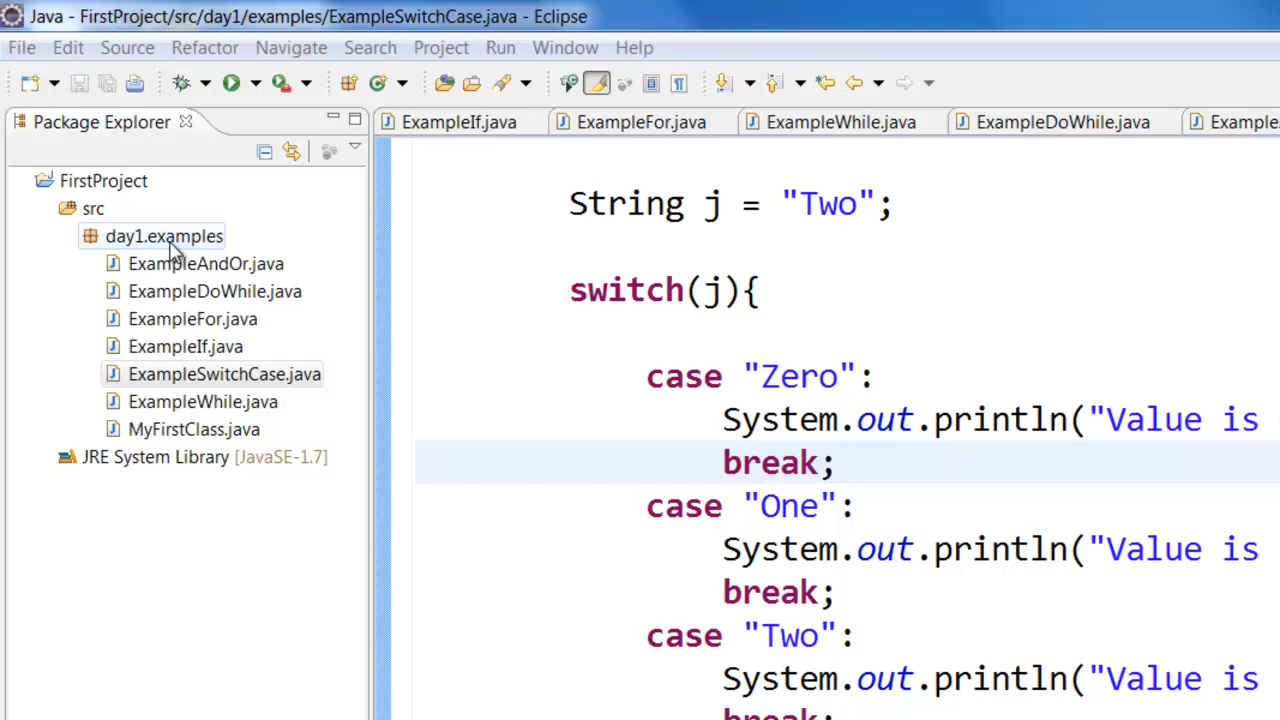 Java - FirstProject/src/day1/examples/ExampleSwitchCase.java - Eclipse
File Edit Source Refactor Navigate Search Project Run Window Help
Package Explorer
ExampleIf.java ExampleFor.java ExampleWhile.java ExampleDoWhile.java Example
FirstProject
src
day1.examples
ExampleAndOr.java
ExampleDoWhile.java
ExampleFor.java
ExampleIf.java
ExampleSwitchCase.java
ExampleWhile.java
MyFirstClass.java
JRE System Library [JavaSE-1.7]
String j = "Two";
switch(j){
case "Zero":
System.out.println("Value is
break;
case "One":
System.out.println("Value is
break;
case "Two":
System.out.println("Value is
break;